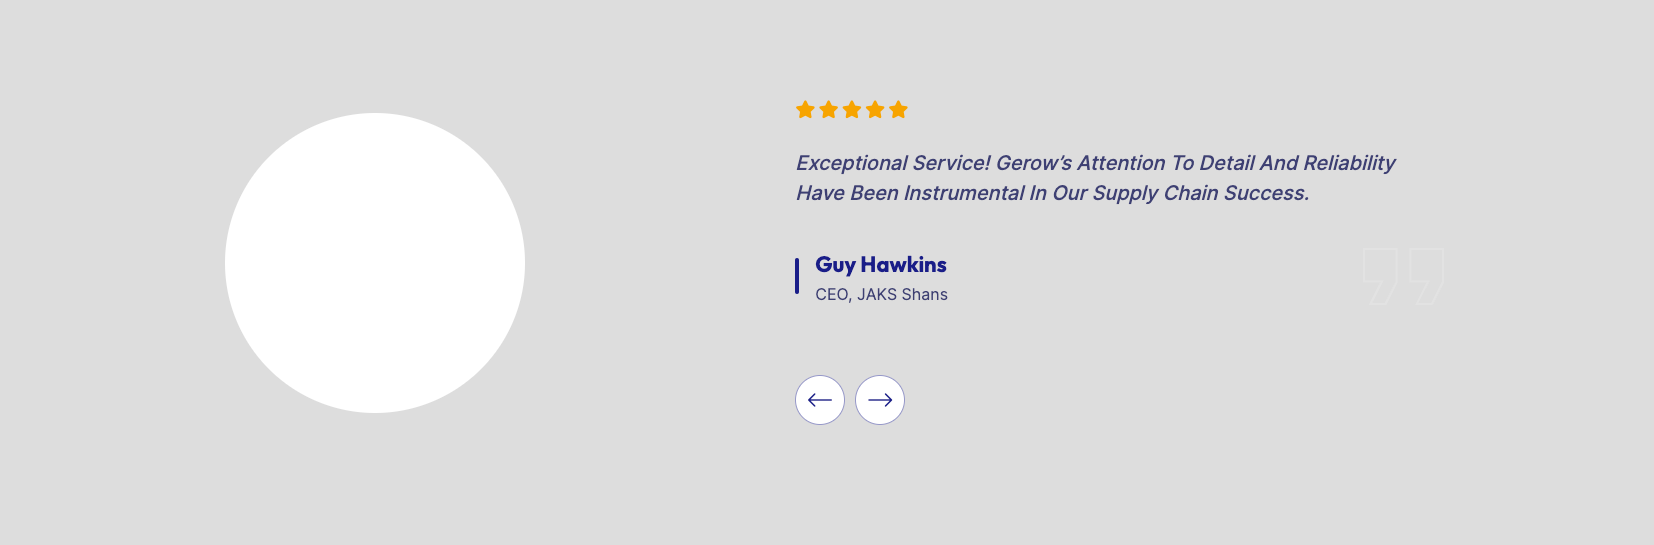 Exceptional Service! Gerow’s Attention To Detail And Reliability
Have Been Instrumental In Our Supply Chain Success.
Guy Hawkins
CEO, JAKS Shans